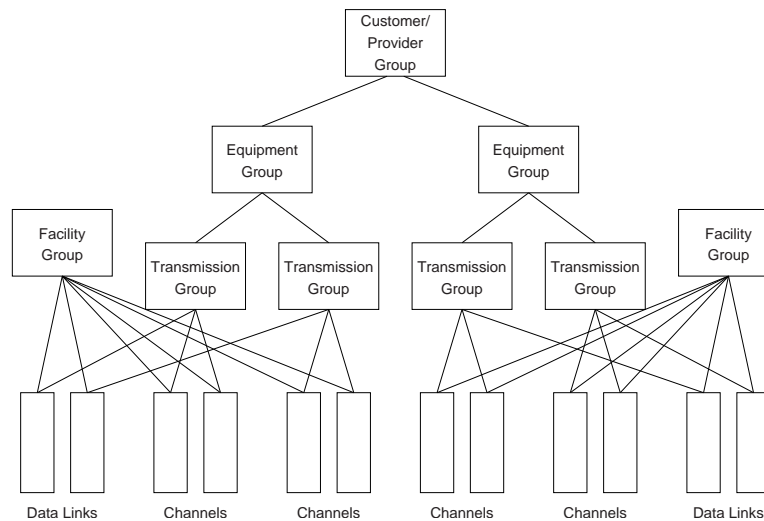 Customer/
Provider
Group
Equipment
Group
Equipment
Group
Facility
Group
Transmission
Group
Transmission
Group
Transmission
Group
Transmission
Group
Facility
Group
Data Links
Channels
Channels
Channels
Channels
Data Links